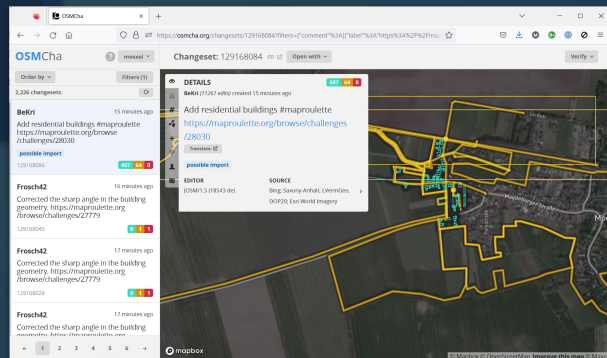 OSMCha
https://osmcha.org/changesets/129168084?filters={"comment"%3A[{"label"%3A"https%3A%2F%2Fma
OSMCha
mvexel
Changeset: 129168084
Open with
Verify
Order by
Filters (1)
2,226 changesets
BeKri 15 minutes ago
Add residential buildings #maproulette
https://maproulette.org/browse
/challenges/28030
possible import
129168084 407 64 0
Frosch42 16 minutes ago
Corrected the sharp angle in the building
geometry. https://maproulette.org
/browse/challenges/27779
129168045 0 1 1
Frosch42 17 minutes ago
Corrected the sharp angle in the building
geometry. https://maproulette.org
/browse/challenges/27779
129168028 0 1 1
Frosch42 17 minutes ago
Corrected the sharp angle in the building
geometry. https://maproulette.org
1 2 3 4 5 6
DETAILS 407 64 0
BeKri (11261 edits) created 15 minutes ago
Add residential buildings #maproulette
https://maproulette.org/browse/challenges
/28030
Translate
possible import
EDITOR
JOSM/1.5 (18543 de)
SOURCE
Bing; Saxony-Anhalt, LVermGeo,
DOP20; Esri World Imagery
Magdeburger Straße
mapbox
© Mapbox © OpenStreetMap Improve this map